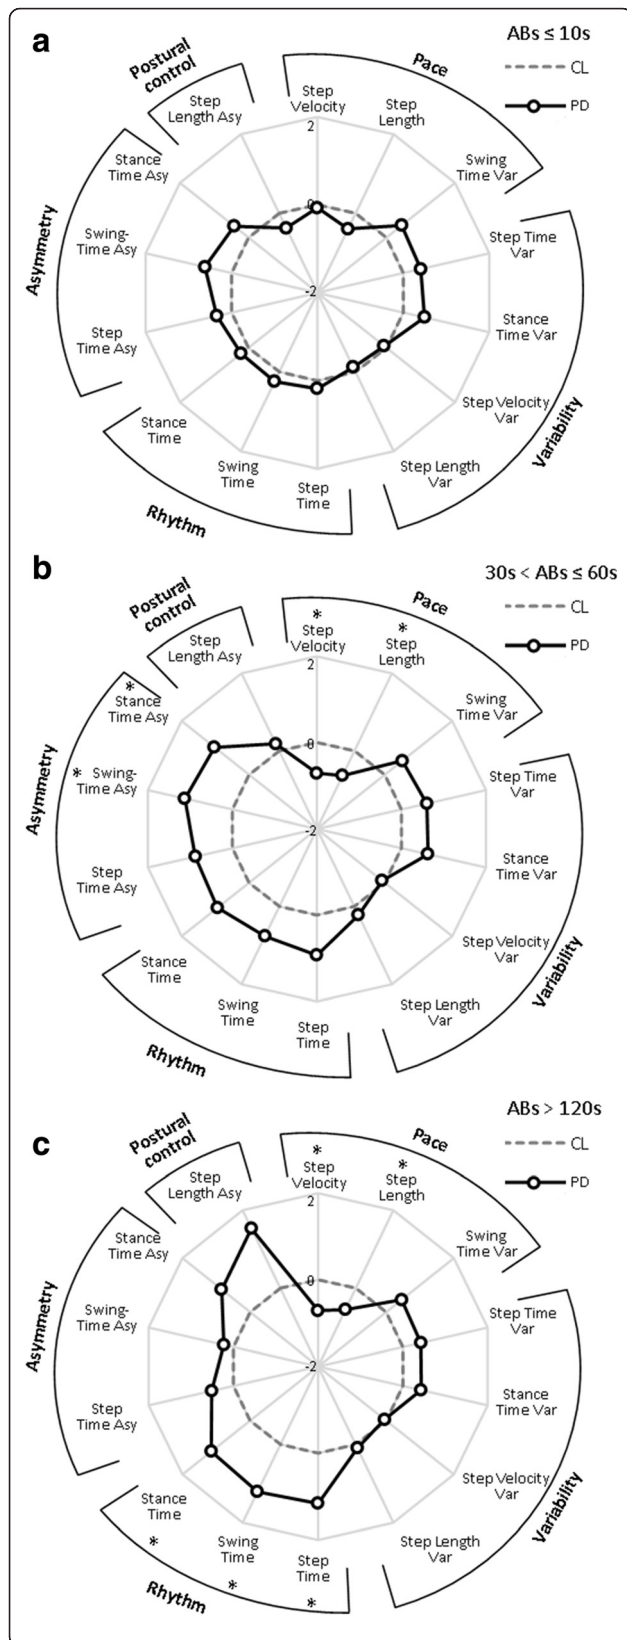 a
ABs ≤ 10s
CL
PD
Postural
control
Pace
Step
Length Asy
Step
Velocity
Step
Length
2
Stance
Time Asy
Swing
Time Var
Asymmetry
0
Swing-
Time Asy
Step Time
Var
-2
Step
Time Asy
Stance
Time Var
Stance
Time
Step Velocity
Var
Variability
Swing
Time
Step
Time
Step Length
Var
Rhythm
b
30s < ABs ≤ 60s
CL
PD
Postural
control
Pace
* *
Step
Length Asy
Step
Velocity
Step
Length
2
*
Stance
Time Asy
Swing
Time Var
Asymmetry
0
* Swing-
Time Asy
Step Time
Var
-2
Step
Time Asy
Stance
Time Var
Stance
Time
Step Velocity
Var
Variability
Swing
Time
Step
Time
Step Length
Var
Rhythm
c
ABs > 120s
CL
PD
Postural
control
Pace
* *
Step
Length Asy
Step
Velocity
Step
Length
2
Stance
Time Asy
Swing
Time Var
Asymmetry
0
Swing-
Time Asy
Step Time
Var
-2
Step
Time Asy
Stance
Time Var
Stance
Time
Step Velocity
Var
Variability
*
Swing
Time
*
Step
Time
*
Step Length
Var
Rhythm